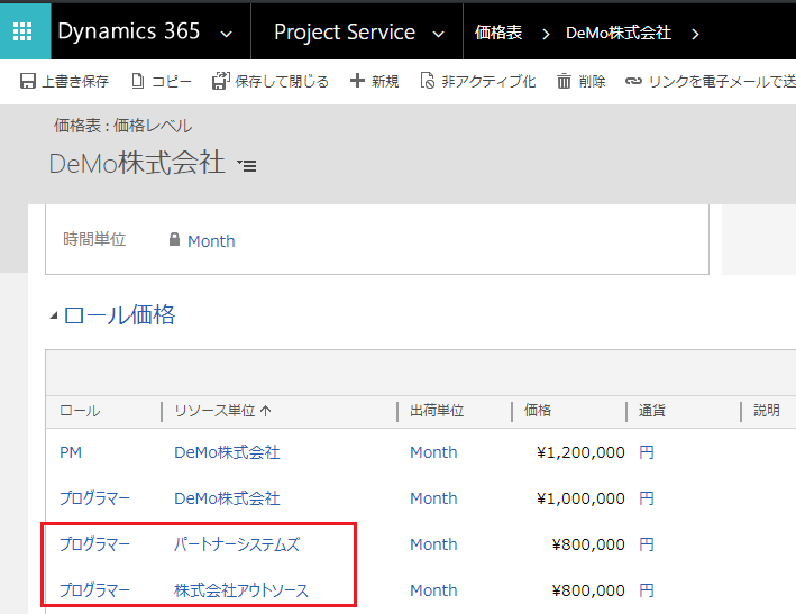 Dynamics 365 Project Service 価格表 DeMo株式会社
上書き保存 コピー 保存して閉じる 新規 非アクティブ化 削除 リンクを電子メールで送
価格表 : 価格レベル
DeMo株式会社
時間単位 Month
ロール価格
ロール リソース単位 出荷単位 価格 通貨 説明
PM DeMo株式会社 Month ¥1,200,000 円
プログラマー DeMo株式会社 Month ¥1,000,000 円
プログラマー パートナーシステムズ Month ¥800,000 円
プログラマー 株式会社アウトソース Month ¥800,000 円